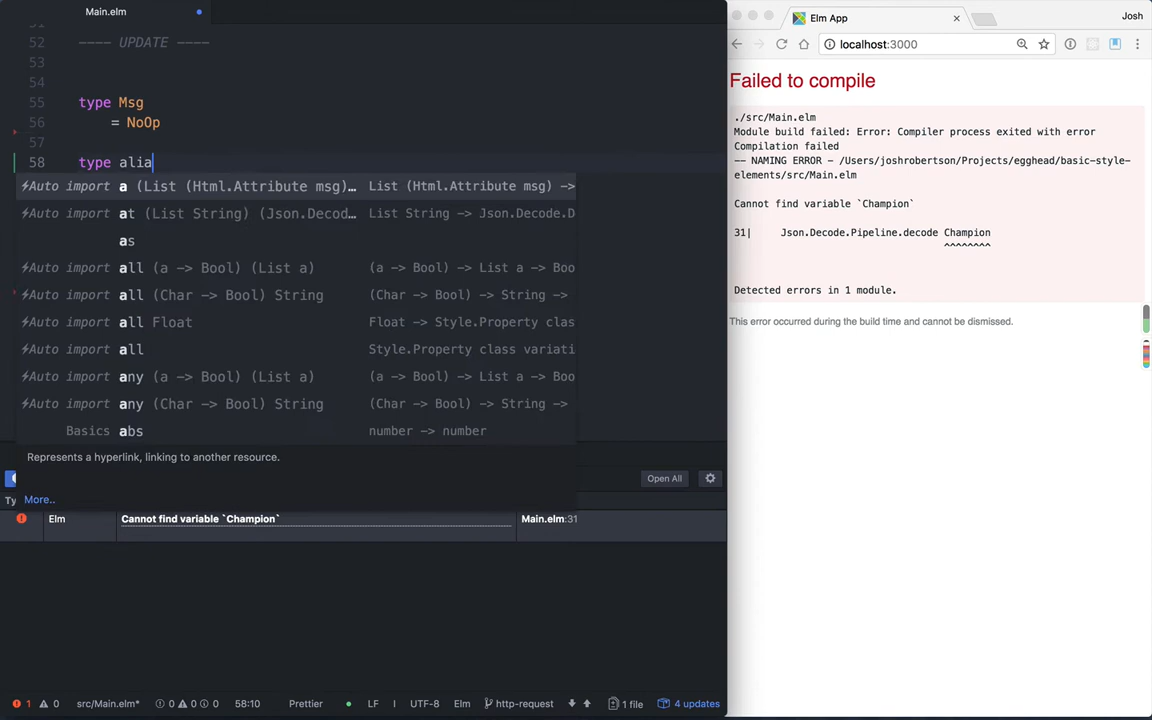 Main.elm
51
52 ---- UPDATE ----
53
54
55 type Msg
56 = NoOp
57
58 type alia
⚡Auto import a (List (Html.Attribute msg)… List (Html.Attribute msg) ->
⚡Auto import at (List String) (Json.Decod… List String -> Json.Decode.D
as
⚡Auto import all (a -> Bool) (List a) (a -> Bool) -> List a -> Boo
⚡Auto import all (Char -> Bool) String (Char -> Bool) -> String ->
⚡Auto import all Float Float -> Style.Property clas
⚡Auto import all Style.Property class variati
⚡Auto import any (a -> Bool) (List a) (a -> Bool) -> List a -> Boo
⚡Auto import any (Char -> Bool) String (Char -> Bool) -> String ->
Basics abs number -> number
Represents a hyperlink, linking to another resource.
More..
Open All
Ty
Elm Cannot find variable `Champion` Main.elm:31
1 0 src/Main.elm* 0 0 0 58:10 Prettier LF I UTF-8 Elm http-request 1 file 4 updates
Elm App
Josh
localhost:3000
Failed to compile
./src/Main.elm
Module build failed: Error: Compiler process exited with error
Compilation failed
-- NAMING ERROR - /Users/joshrobertson/Projects/egghead/basic-style-
elements/src/Main.elm
Cannot find variable `Champion`
31| Json.Decode.Pipeline.decode Champion
^^^^^^^^
Detected errors in 1 module.
This error occurred during the build time and cannot be dismissed.